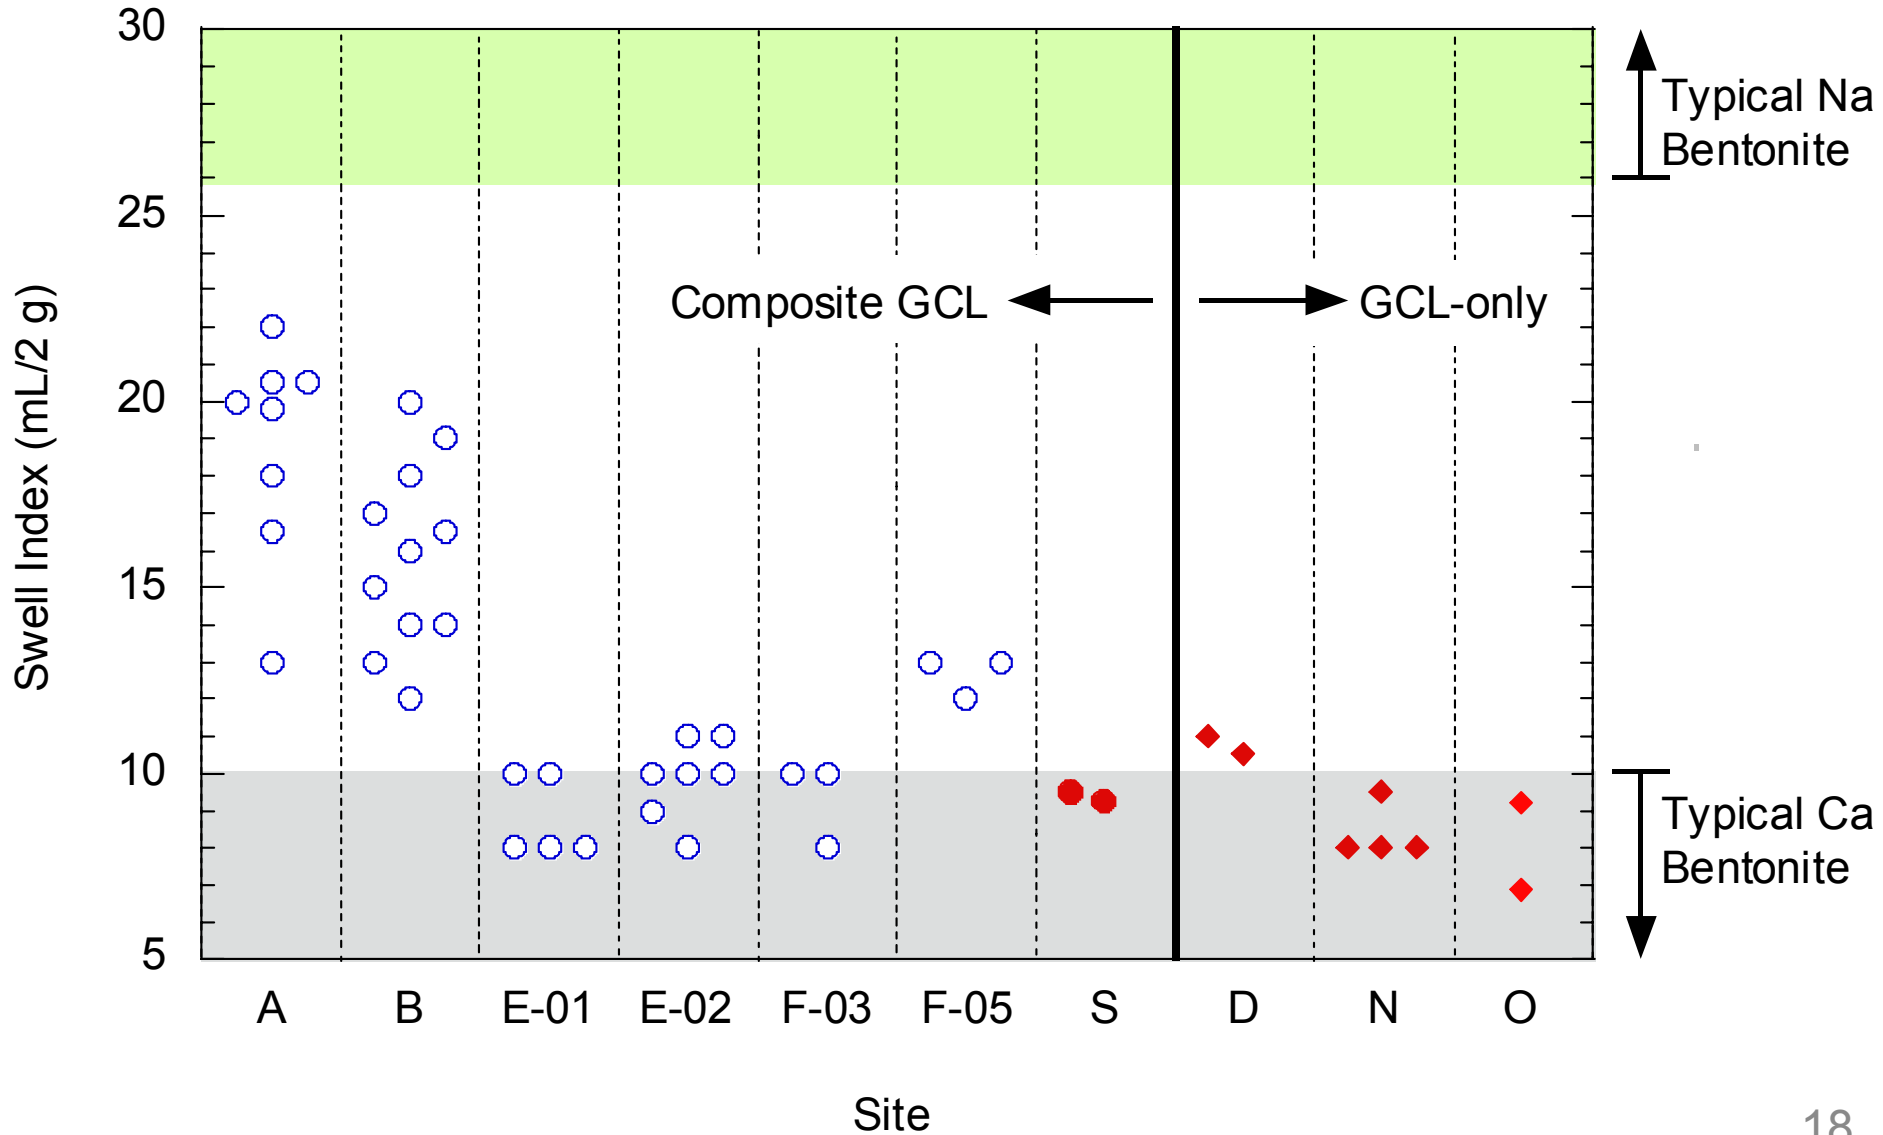 30
25
20
15
10
5
Swell Index (mL/2 g)
Typical Na
Bentonite
Composite GCL
GCL-only
Typical Ca
Bentonite
A B E-01 E-02 F-03 F-05 S D N O
Site
18